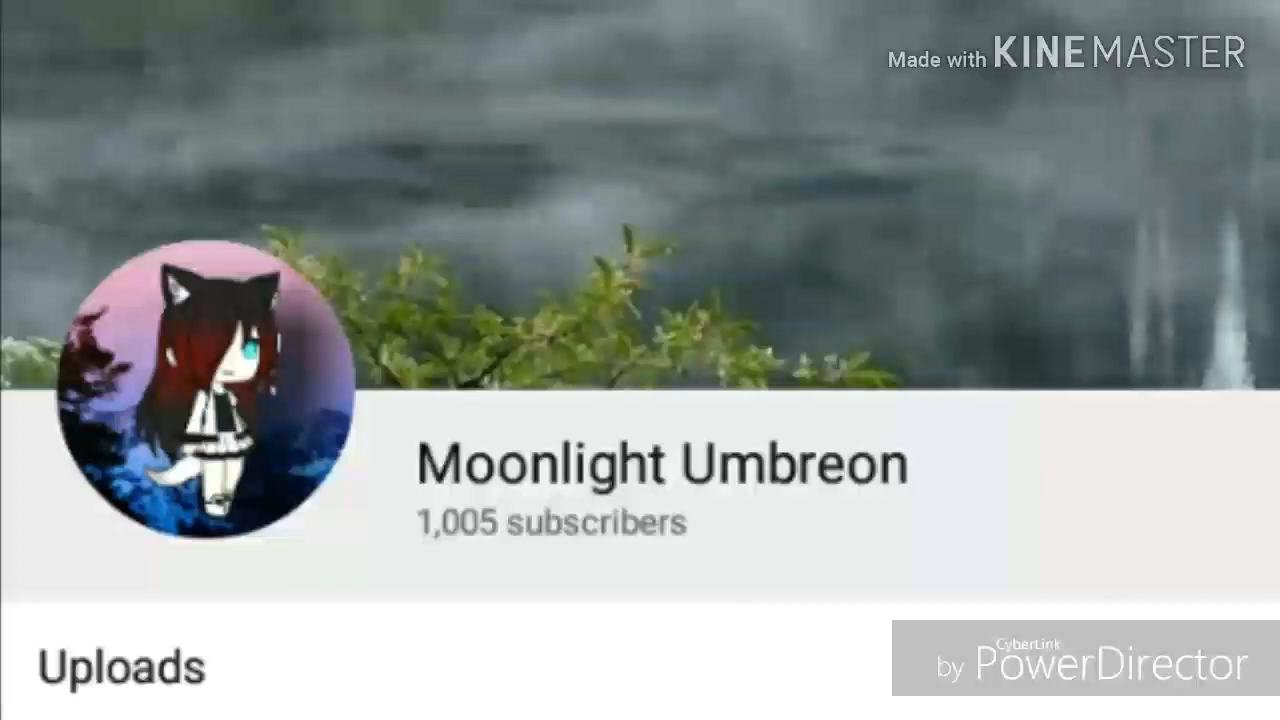 Made with KINEMASTER
Moonlight Umbreon
1,005 subscribers
Uploads
CyberLink
by PowerDirector